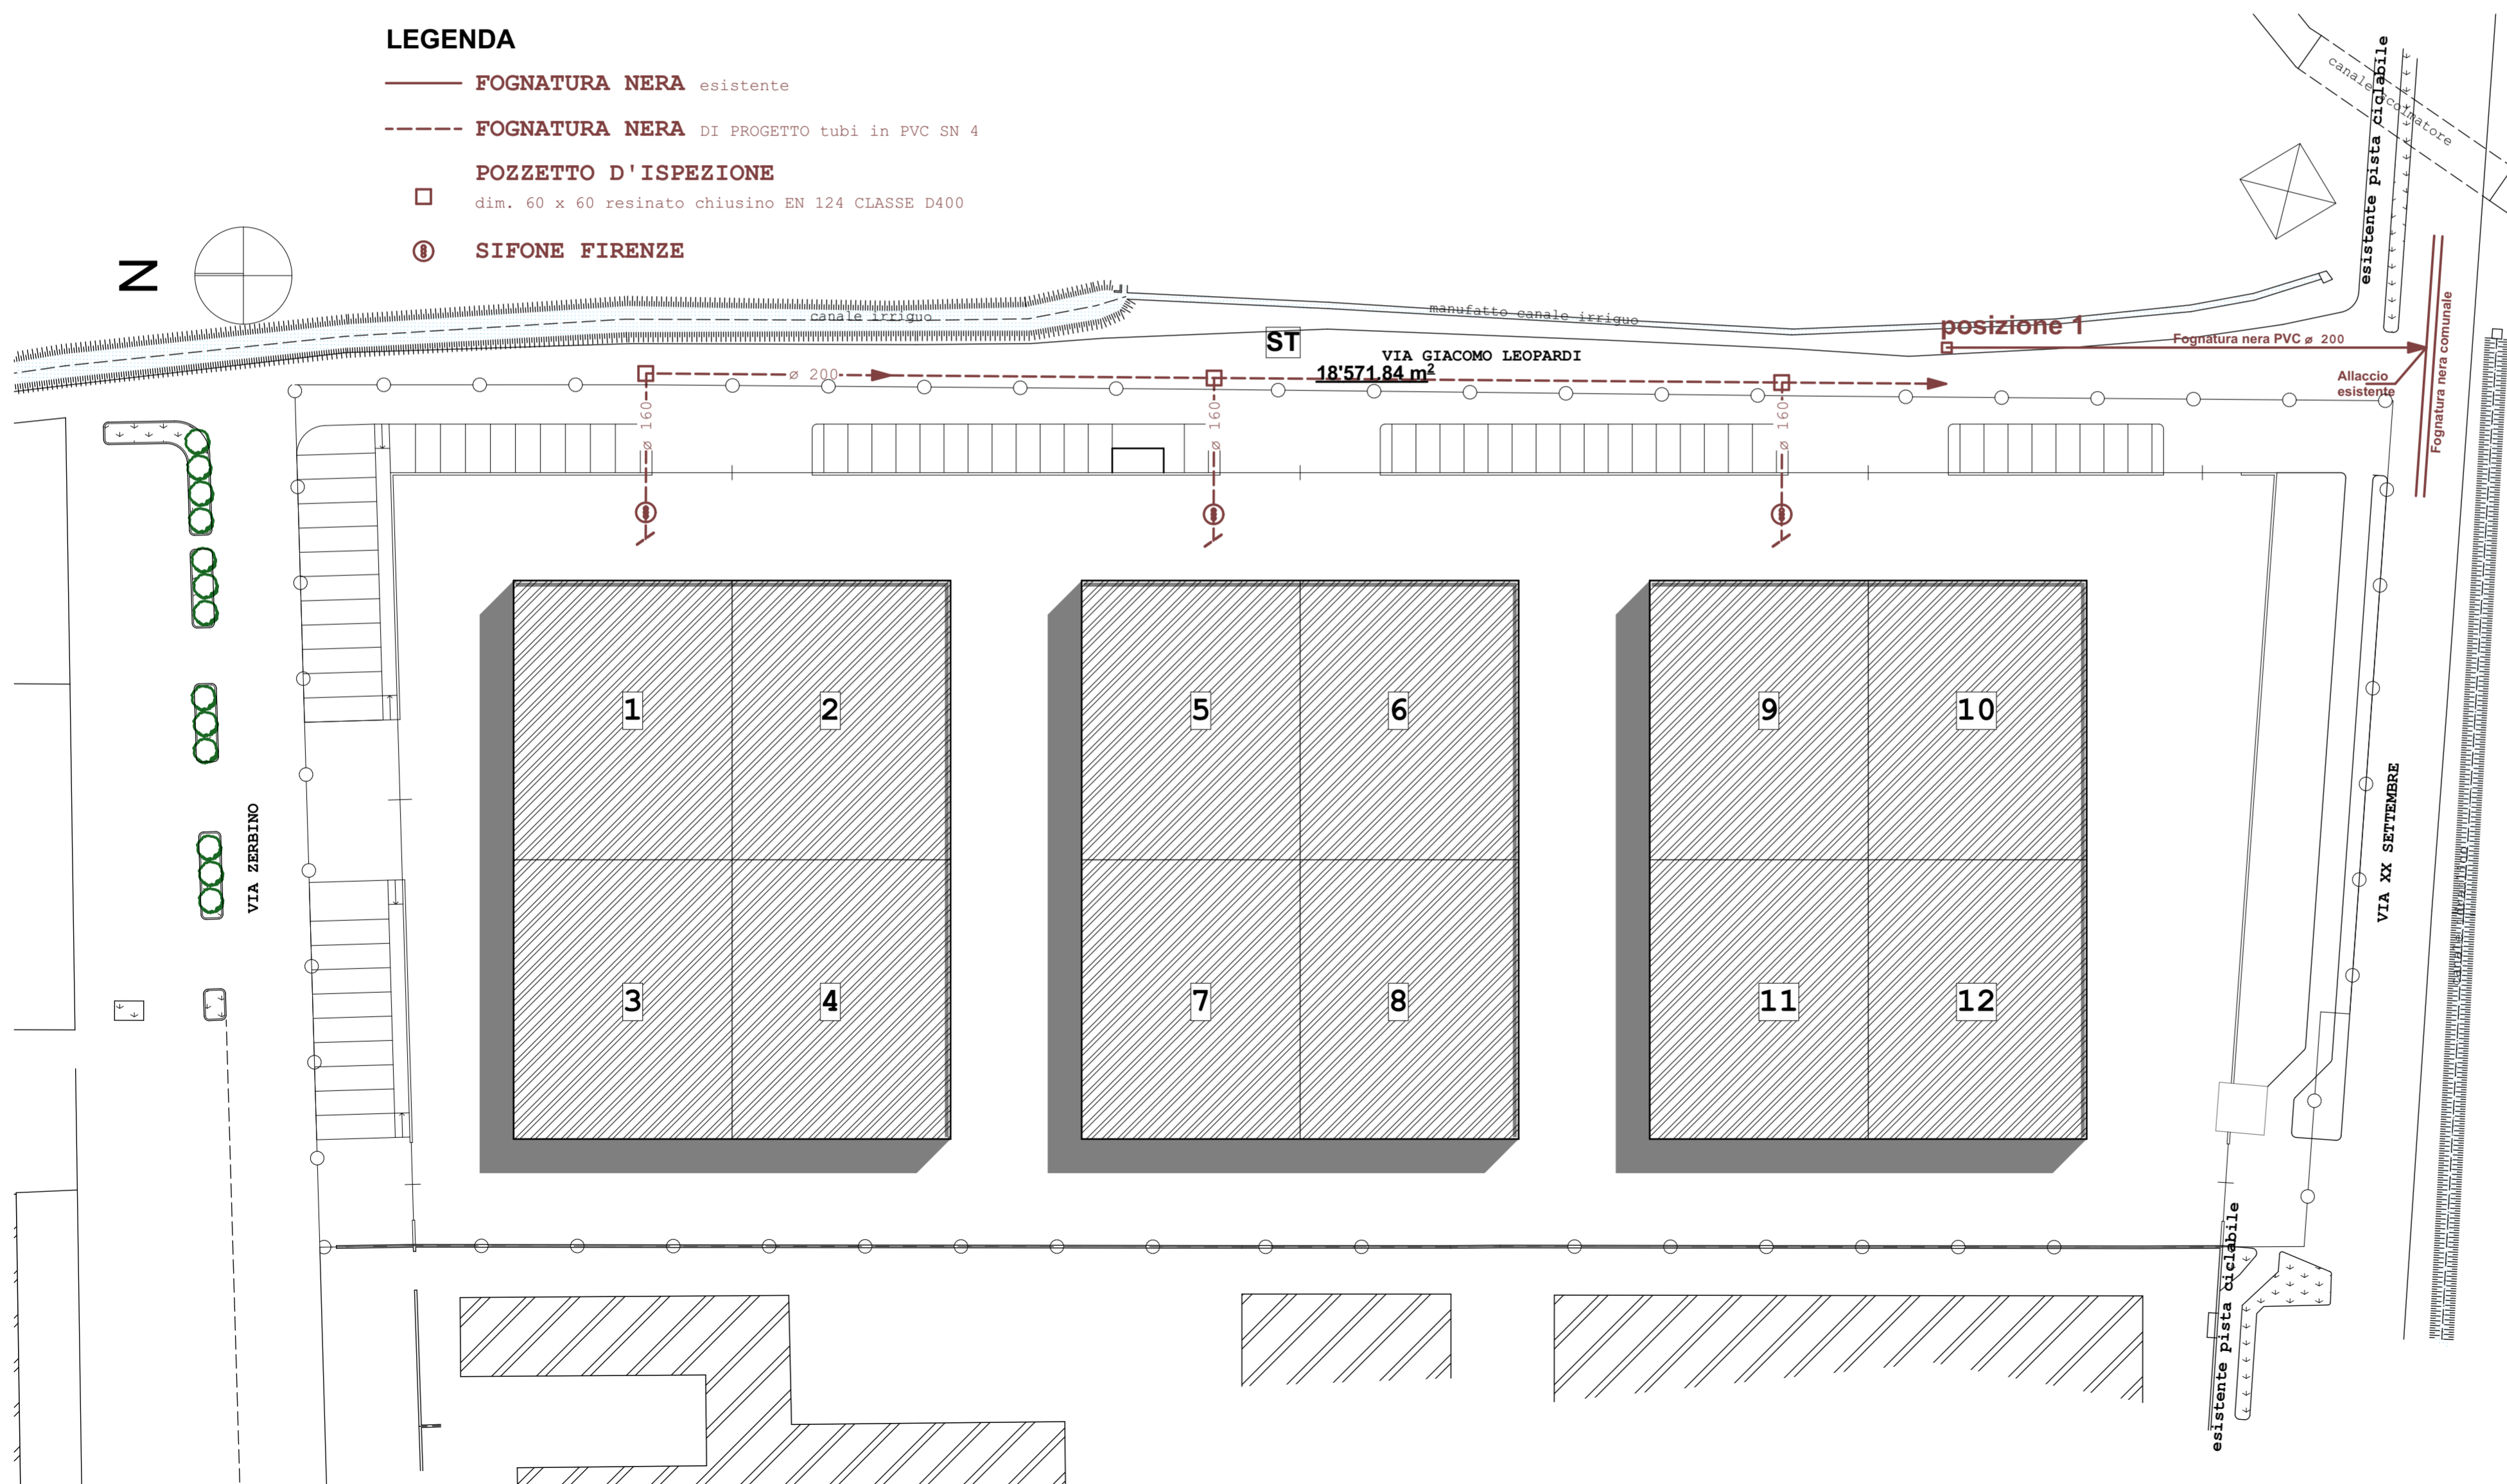 LEGENDA
FOGNATURA NERA esistente
FOGNATURA NERA DI PROGETTO tubi in PVC SN 4
POZZETTO D'ISPEZIONE
dim. 60 x 60 resinato chiusino EN 124 CLASSE D400
SIFONE FIRENZE
N
canale scolmatore
esistente pista ciclabile
canale irriguo
manufatto canale irriguo
ST
VIA GIACOMO LEOPARDI
18'571.84 m²
posizione 1
Fognatura nera PVC ⌀ 200
Allaccio
esistente
Fognatura nera comunale
⌀ 200
⌀ 160
⌀ 160
⌀ 160
1
2
5
6
9
10
3
4
7
8
11
12
VIA ZERBINO
VIA XX SETTEMBRE
esistente pista ciclabile